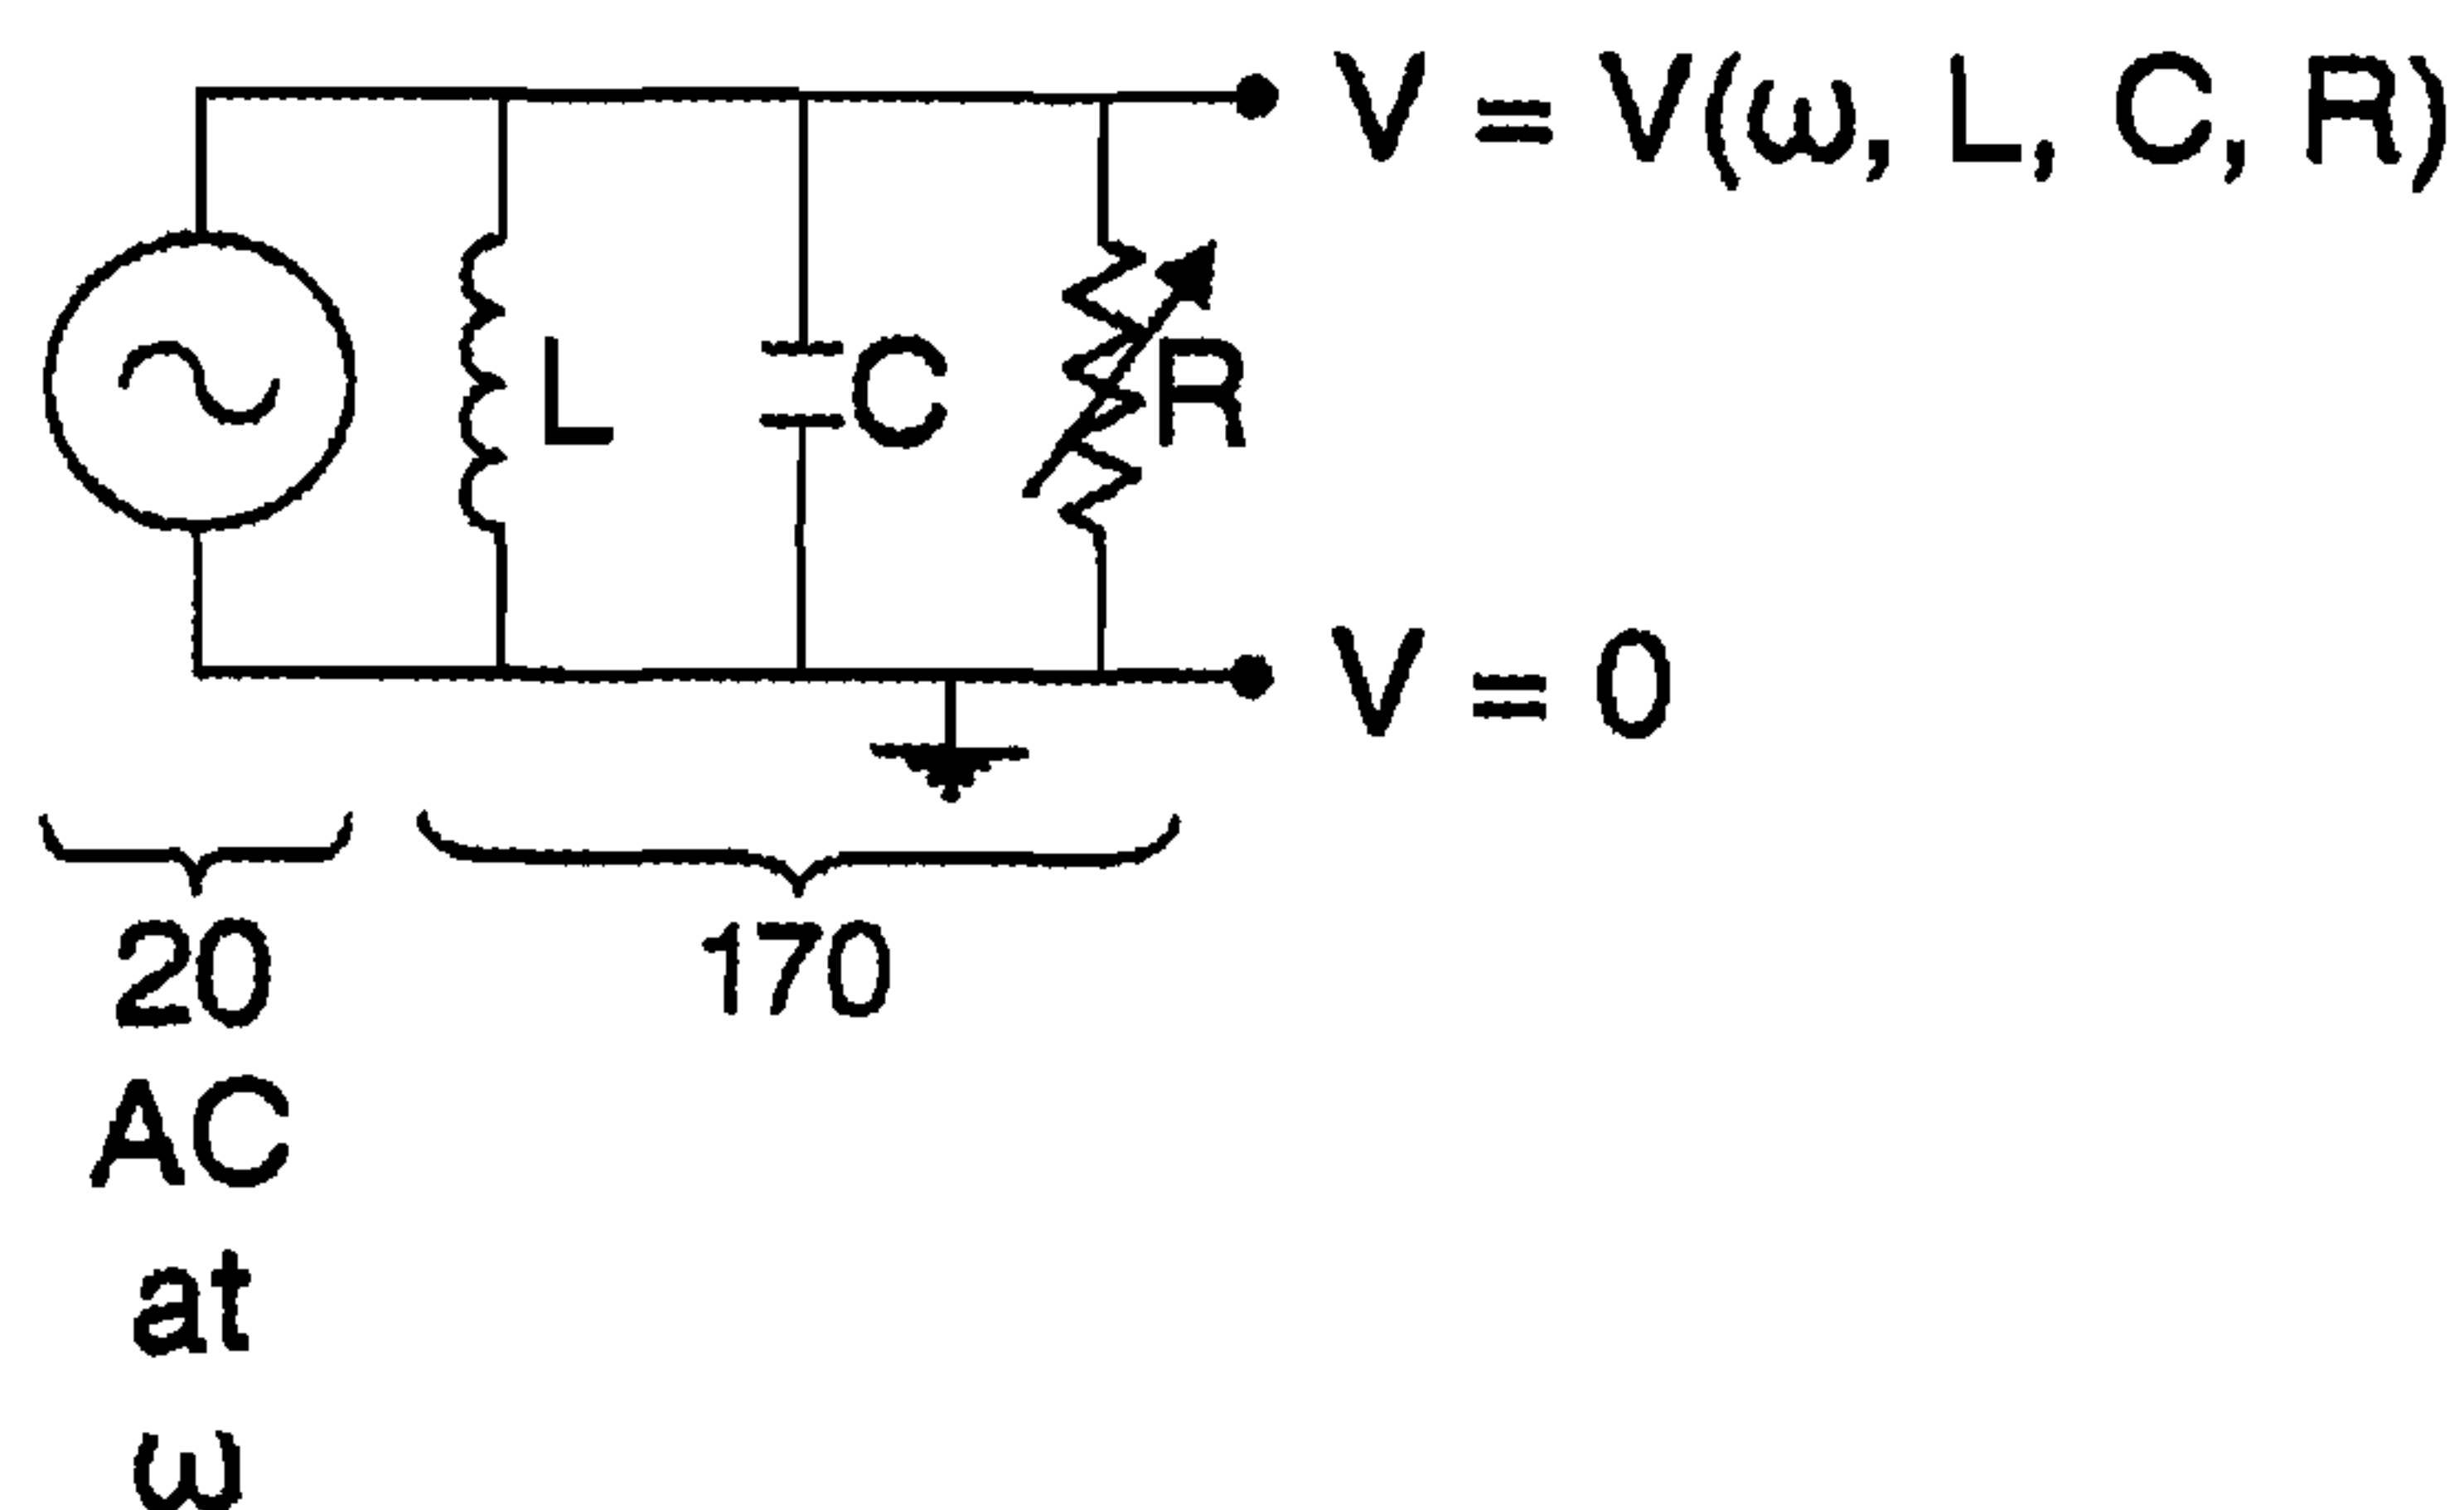 V = V(ω, L, C, R)
L
C
R
V = 0
20
170
AC
at
ω